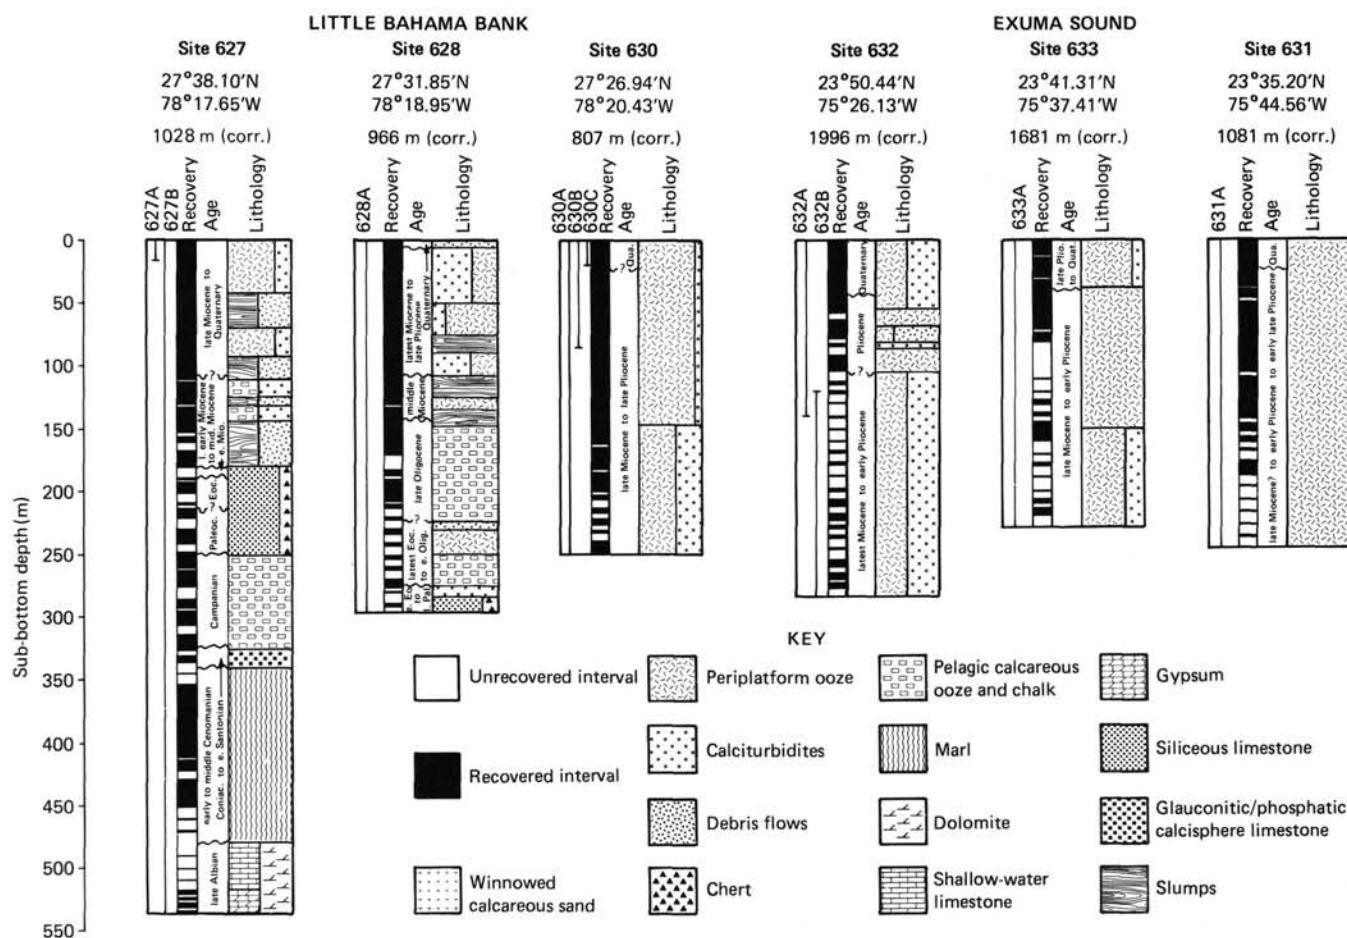 LITTLE BAHAMA BANK
EXUMA SOUND
Site 627
Site 628
Site 630
Site 632
Site 633
Site 631
27°38.10'N
27°31.85'N
27°26.94'N
23°50.44'N
23°41.31'N
23°35.20'N
78°17.65'W
78°18.95'W
78°20.43'W
75°26.13'W
75°37.41'W
75°44.56'W
1028 m (corr.)
966 m (corr.)
807 m (corr.)
1996 m (corr.)
1681 m (corr.)
1081 m (corr.)
627A
627B
Recovery
Age
Lithology
628A
Recovery
Age
Lithology
630A
630B
630C
Recovery
Age
Lithology
632A
632B
Recovery
Age
Lithology
633A
Recovery
Age
Lithology
631A
Recovery
Age
Lithology
Sub-bottom depth (m)
0
50
100
150
200
250
300
350
400
450
500
550
late Miocene to
Quaternary
?
l. early Miocene
to mid. Miocene
e. Mio.
Eoc.
?
Paleoc.
Campanian
Coniac. to e. Santonian
early to middle Cenomanian
late Albian
latest Miocene to
late Pliocene
Quaternary
middle
Miocene
late Oligocene
?
latest Eoc.
to e. Olig.
e. Eo.
to
l. Pal.
Qua.
?
late Miocene to late Pliocene
Quaternary
Pliocene
?
latest Miocene to early Pliocene
late Plio.
to Quat.
late Miocene to early Pliocene
Qua.
late Miocene? to early Pliocene to early late Pliocene
KEY
Unrecovered interval
Periplatform ooze
Pelagic calcareous
ooze and chalk
Gypsum
Recovered interval
Calciturbidites
Marl
Siliceous limestone
Debris flows
Dolomite
Glauconitic/phosphatic
calcisphere limestone
Winnowed
calcareous sand
Chert
Shallow-water
limestone
Slumps